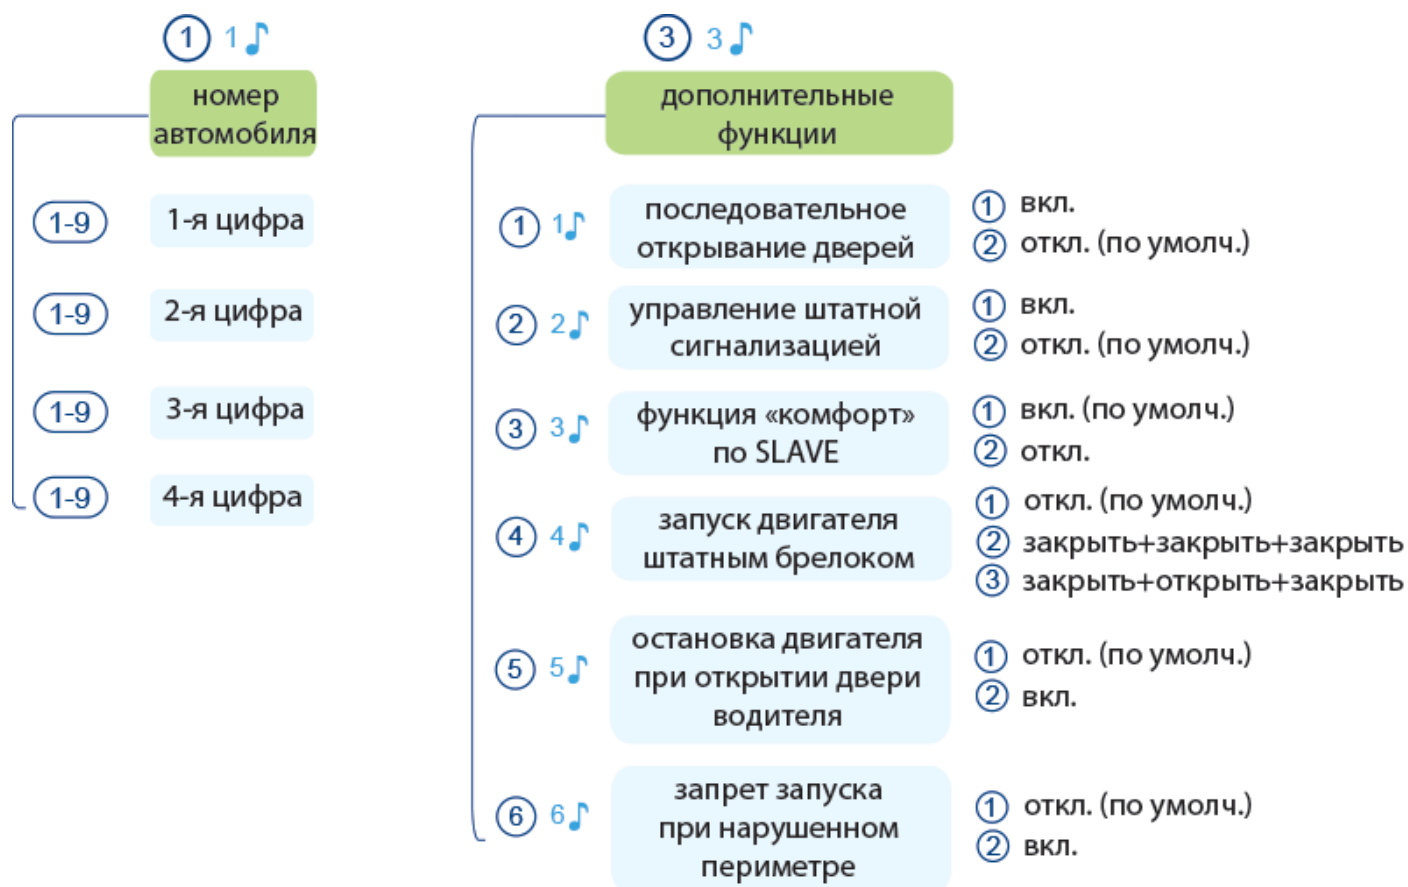 1 1
номер
автомобиля
1-9 1-я цифра
1-9 2-я цифра
1-9 3-я цифра
1-9 4-я цифра
3 3
дополнительные
функции
1 1
последовательное
открывание дверей
1 вкл.
2 откл. (по умолч.)
2 2
управление штатной
сигнализацией
1 вкл.
2 откл. (по умолч.)
3 3
функция «комфорт»
по SLAVE
1 вкл. (по умолч.)
2 откл.
4 4
запуск двигателя
штатным брелоком
1 откл. (по умолч.)
2 закрыть+закрыть+закрыть
3 закрыть+открыть+закрыть
5 5
остановка двигателя
при открытии двери
водителя
1 откл. (по умолч.)
2 вкл.
6 6
запрет запуска
при нарушенном
периметре
1 откл. (по умолч.)
2 вкл.